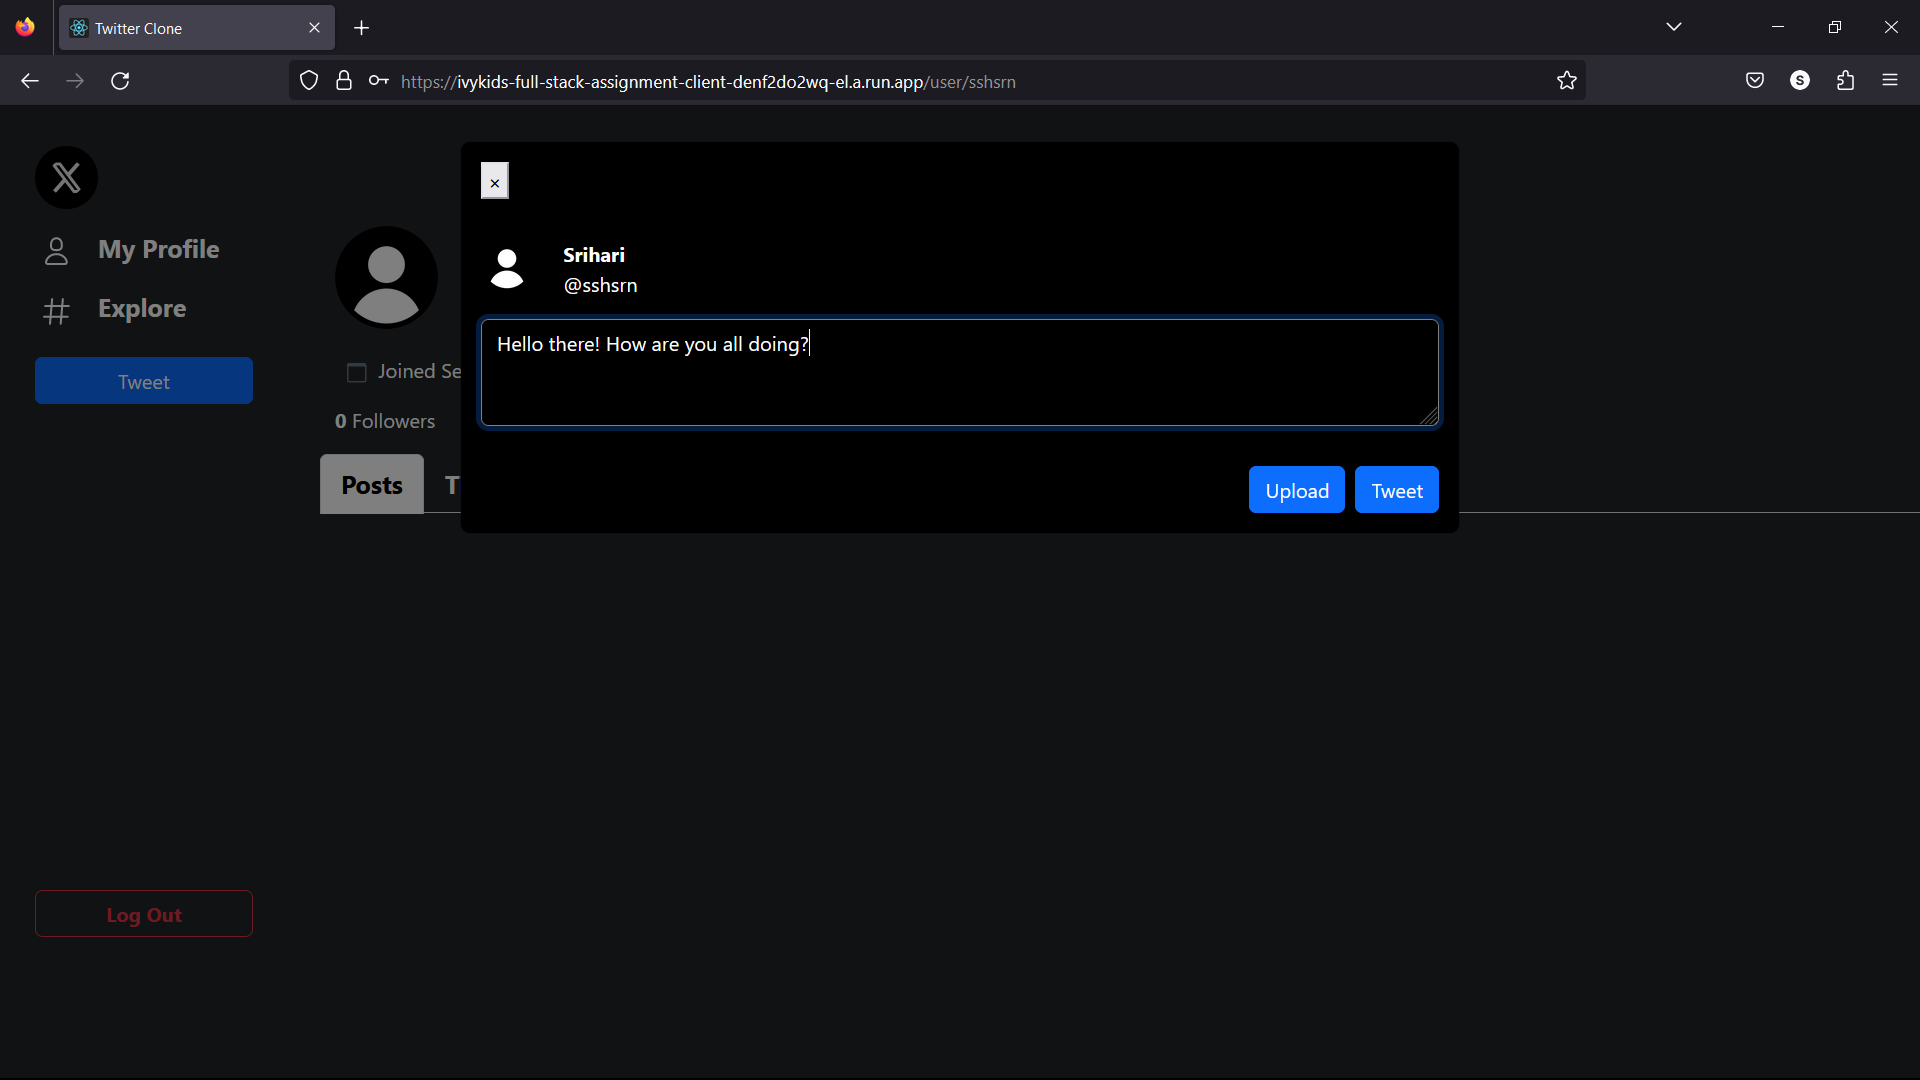 Twitter Clone
https://ivykids-full-stack-assignment-client-denf2do2wq-el.a.run.app/user/sshsrn
S
My Profile
Explore
Tweet
Log Out
Joined Se
0 Followers
Posts T
×
Srihari
@sshsrn
Hello there! How are you all doing?
Upload Tweet